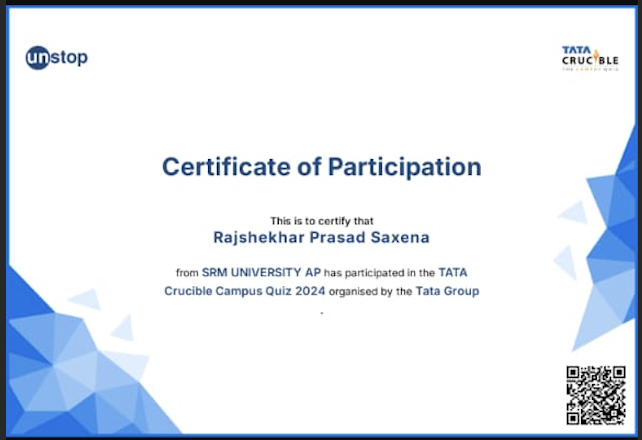 unstop
TATA
CRUCIBLE
THE CAMPUS QUIZ
Certificate of Participation
This is to certify that
Rajshekhar Prasad Saxena
from SRM UNIVERSITY AP has participated in the TATA
Crucible Campus Quiz 2024 organised by the Tata Group
.